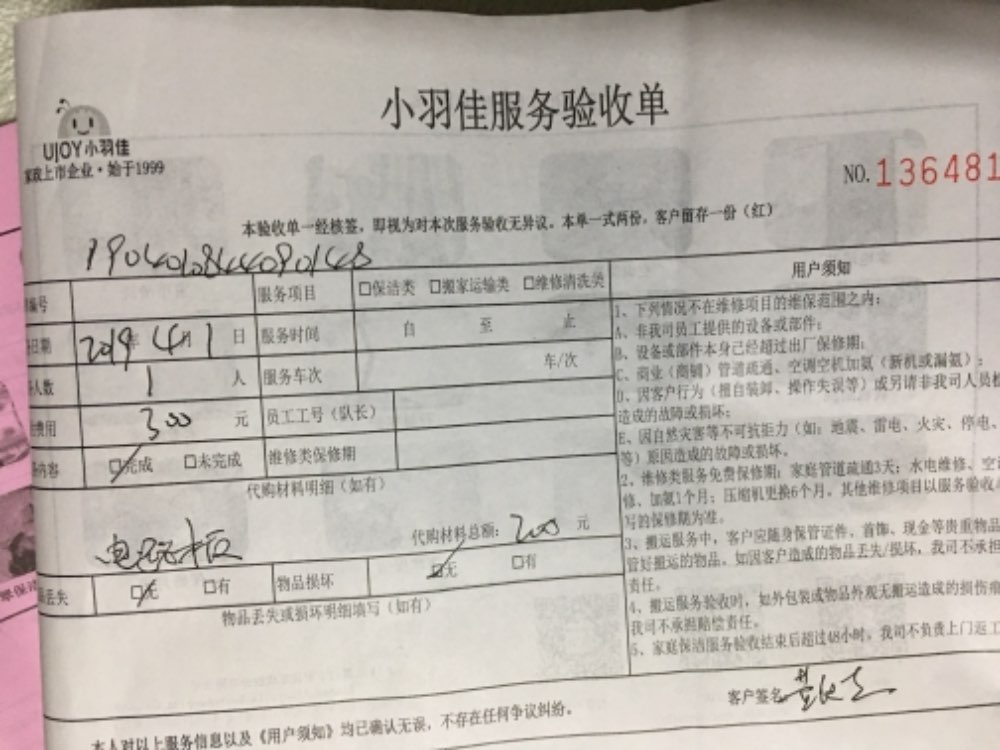 小羽佳服务验收单
UJOY小羽佳
家政上市企业·始于1999
NO.136481
本验收单一经核签，即视为对本次服务验收无异议。本单一式两份，客户留存一份（红）
编号
服务项目 □保洁类 □搬家运输类 □维修清洗类
日期 2019年4月1日
服务时间 自 至 止
人数 1 人
服务车次 车/次
费用 300 元
员工工号（队长）
内容 □完成 □未完成
维修类保修期
代购材料明细（如有）
代购材料总额：200 元
丢失 □无 □有
物品损坏 □无 □有
物品丢失或损坏明细填写（如有）
用户须知
1、下列情况不在维修项目的维保范围之内：
A、非我司员工提供的设备或部件；
B、设备或部件本身已经超过出厂保修期；
C、商业（商铺）管道疏通、空调空机加氨（新机或漏氨）；
D、因客户行为（擅自装卸、操作失误等）或另请非我司人员
造成的故障或损坏；
E、因自然灾害等不可抗拒力（如：地震、雷电、火灾、停电、
等）原因造成的故障或损坏。
2、维修类服务免费保修期：家庭管道疏通3天；水电维修、空
修、加氨1个月；压缩机更换6个月。其他维修项目以服务验收
写的保修期为准。
3、搬运服务中，客户应随身保管证件、首饰、现金等贵重物品
管好搬运的物品。如因客户造成的物品丢失/损坏，我司不承担
责任。
4、搬运服务验收时，如外包装或物品外观无搬运造成的损伤
我司不承担赔偿责任。
5、家庭保洁服务验收结束后超过48小时，我司不负责上门返工
客户签名
本人对以上服务信息以及《用户须知》均已确认无误，不存在任何争议纠纷。